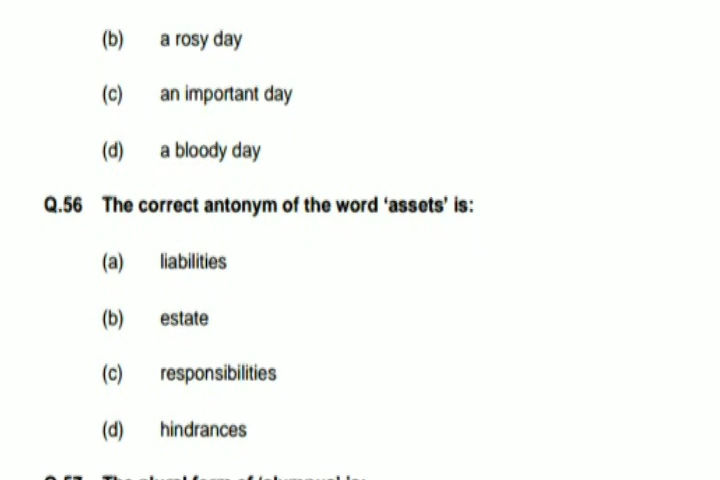 (b) a rosy day
(c) an important day
(d) a bloody day
Q.56 The correct antonym of the word ‘assets’ is:
(a) liabilities
(b) estate
(c) responsibilities
(d) hindrances